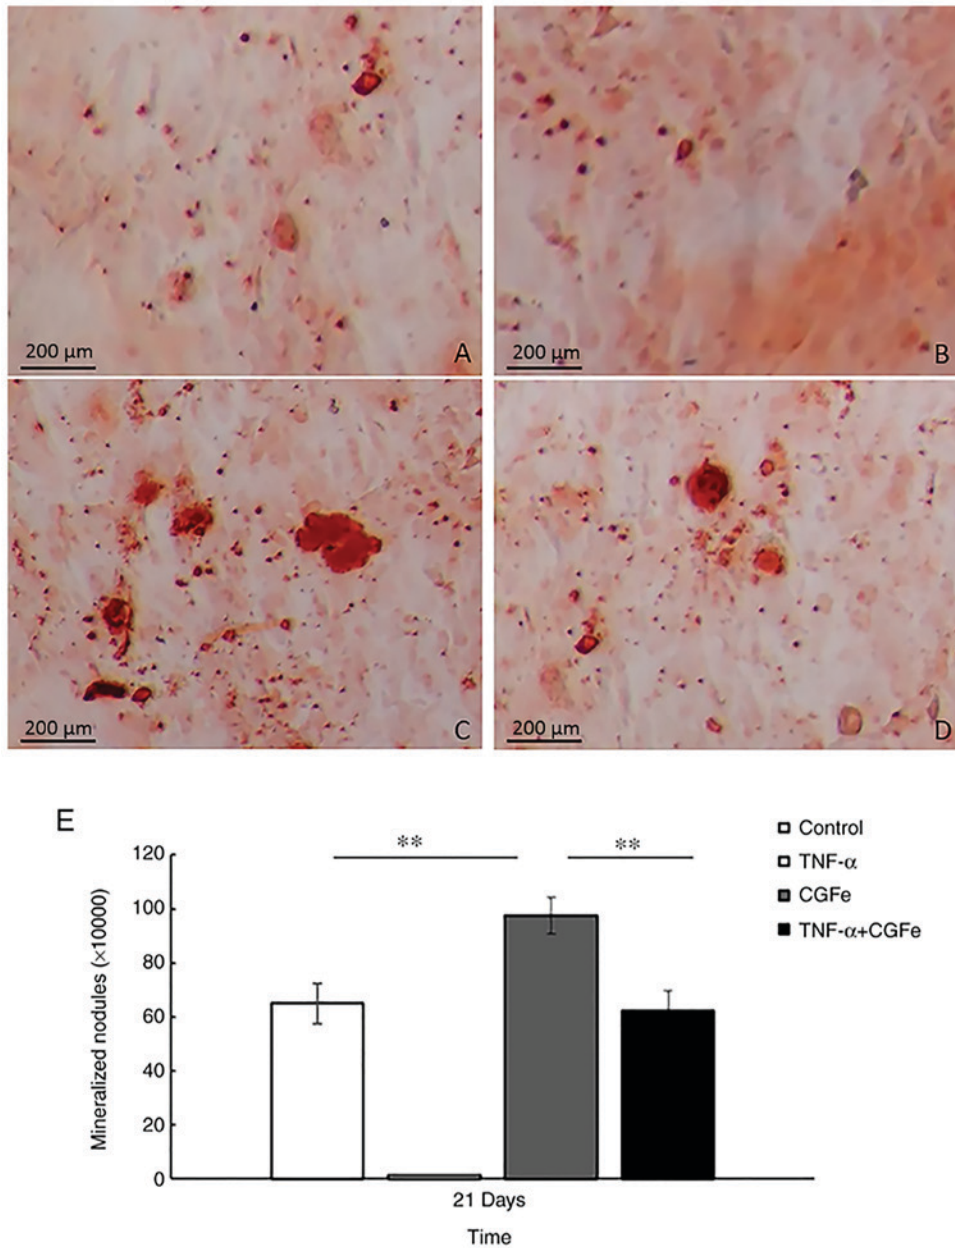 200 µm
A
200 µm
B
200 µm
C
200 µm
D
E
**
**
Control
TNF-α
CGFe
TNF-α+CGFe
Mineralized nodules (×10000)
120
100
80
60
40
20
0
21 Days
Time